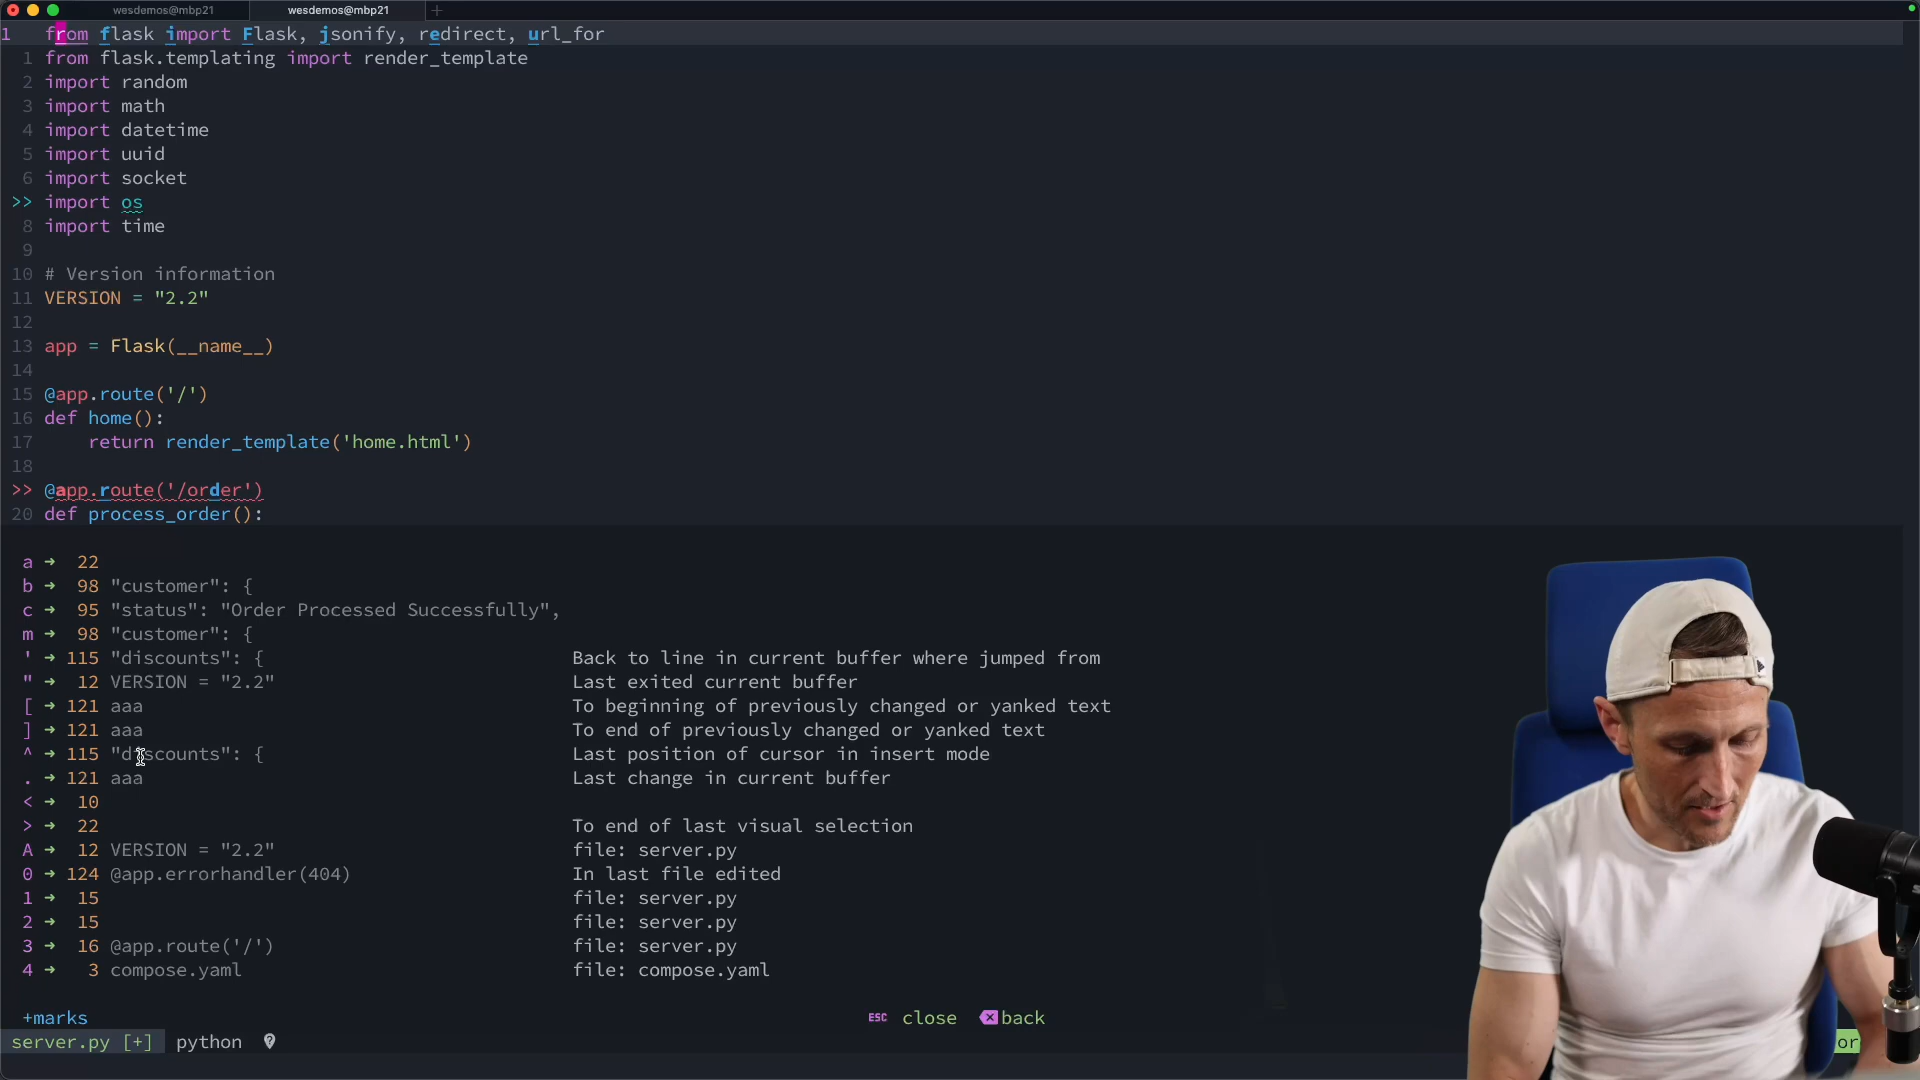 wesdemos@mbp21 wesdemos@mbp21 +
1 from flask import Flask, jsonify, redirect, url_for
1 from flask.templating import render_template
2 import random
3 import math
4 import datetime
5 import uuid
6 import socket
>> import os
8 import time
9
10 # Version information
11 VERSION = "2.2"
12
13 app = Flask(__name__)
14
15 @app.route('/')
16 def home():
17 return render_template('home.html')
18
>> @app.route('/order')
20 def process_order():
a → 22
b → 98 "customer": {
c → 95 "status": "Order Processed Successfully",
m → 98 "customer": {
' → 115 "discounts": { Back to line in current buffer where jumped from
" → 12 VERSION = "2.2" Last exited current buffer
[ → 121 aaa To beginning of previously changed or yanked text
] → 121 aaa To end of previously changed or yanked text
^ → 115 "discounts": { Last position of cursor in insert mode
. → 121 aaa Last change in current buffer
< → 10
> → 22 To end of last visual selection
A → 12 VERSION = "2.2" file: server.py
0 → 124 @app.errorhandler(404) In last file edited
1 → 15 file: server.py
2 → 15 file: server.py
3 → 16 @app.route('/') file: server.py
4 → 3 compose.yaml file: compose.yaml
+marks ESC close back
server.py [+] python or